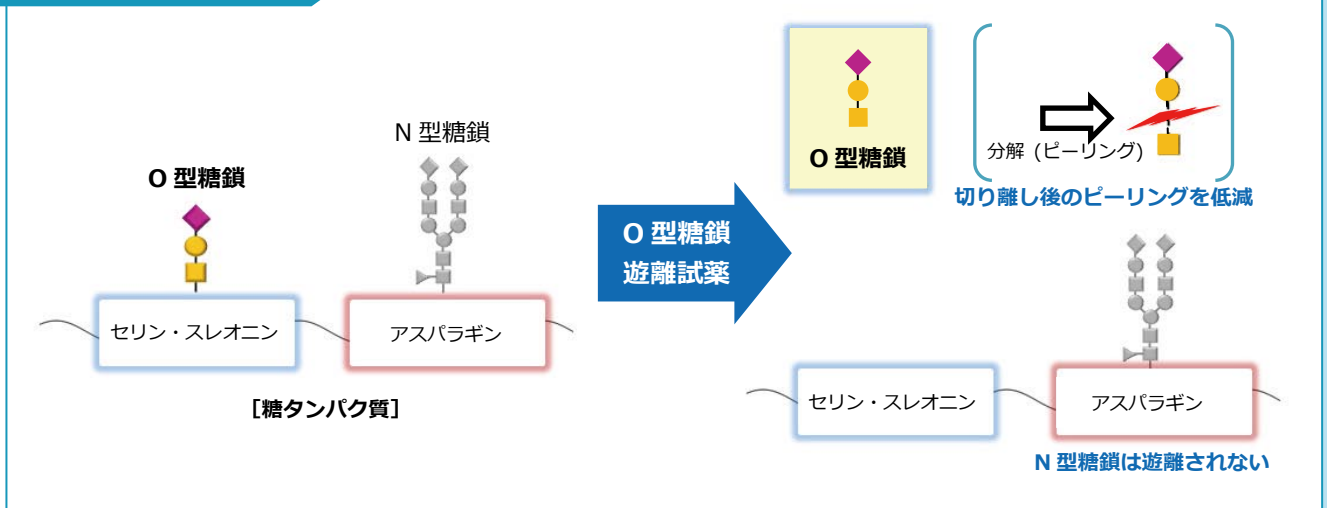 O 型糖鎖
N 型糖鎖
セリン・スレオニン
アスパラギン
［糖タンパク質］
O 型糖鎖
遊離試薬
O 型糖鎖
分解 (ピーリング)
切り離し後のピーリングを低減
セリン・スレオニン
アスパラギン
N 型糖鎖は遊離されない